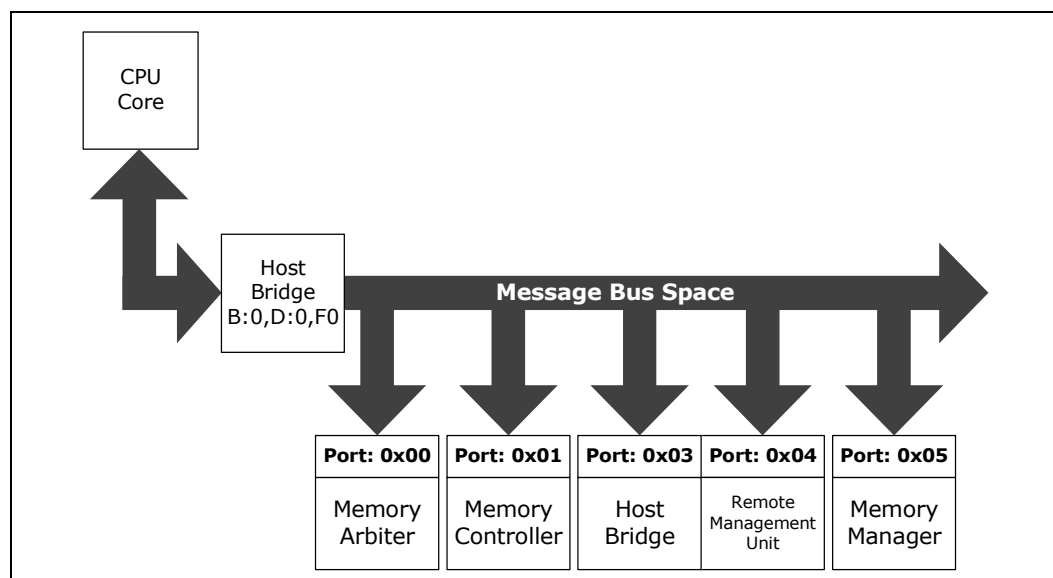 CPU
Core
Host
Bridge
B:0,D:0,F0
Message Bus Space
Port: 0x00
Port: 0x01
Port: 0x03
Port: 0x04
Port: 0x05
Memory
Arbiter
Memory
Controller
Host
Bridge
Remote
Management
Unit
Memory
Manager